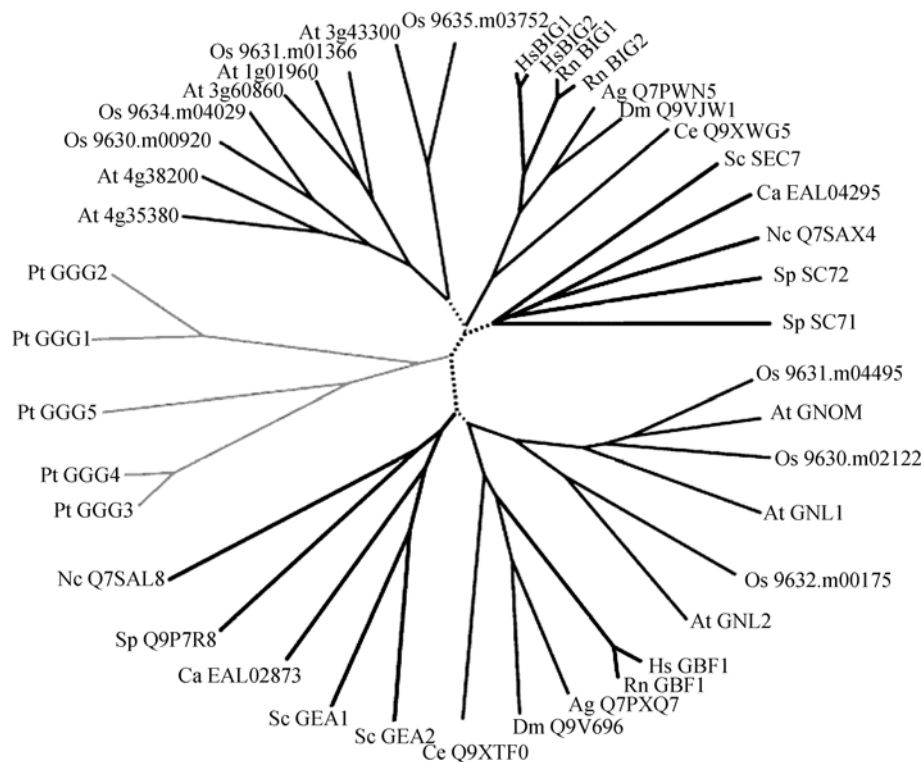 Os 9635.m03752
At 3g43300
Os 9631.m01366
At 1g01960
At 3g60860
Os 9634.m04029
Os 9630.m00920
At 4g38200
At 4g35380
HsBIG1
HsBIG2
Rn BIG1
Rn BIG2
Ag Q7PWN5
Dm Q9VJW1
Ce Q9XWG5
Sc SEC7
Ca EAL04295
Nc Q7SAX4
Sp SC72
Sp SC71
Pt GGG2
Pt GGG1
Pt GGG5
Pt GGG4
Pt GGG3
Os 9631.m04495
At GNOM
Os 9630.m02122
At GNL1
Os 9632.m00175
At GNL2
Hs GBF1
Rn GBF1
Ag Q7PXQ7
Dm Q9V696
Ce Q9XTF0
Sc GEA2
Sc GEA1
Ca EAL02873
Sp Q9P7R8
Nc Q7SAL8